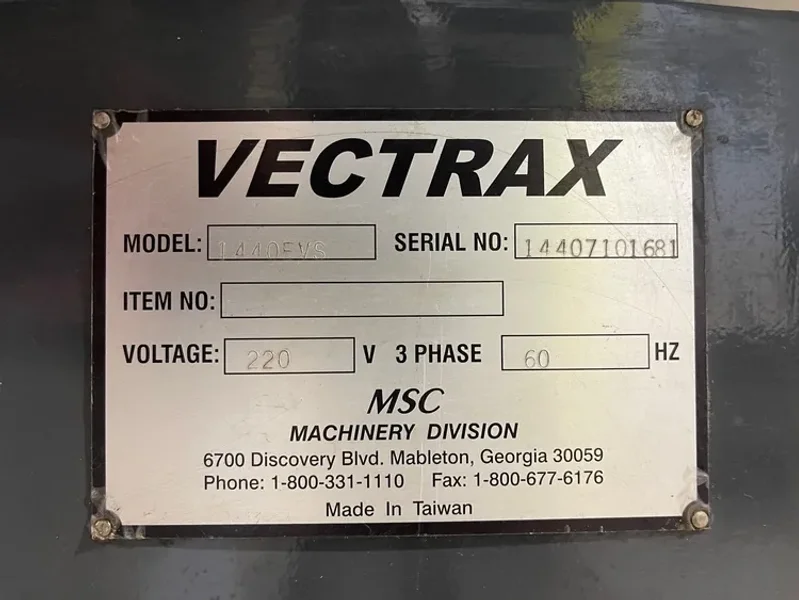 VECTRAX
MODEL: 1440EVS SERIAL NO: 14407101681
ITEM NO:
VOLTAGE: 220 V 3 PHASE 60 HZ
MSC
MACHINERY DIVISION
6700 Discovery Blvd. Mableton, Georgia 30059
Phone: 1-800-331-1110 Fax: 1-800-677-6176
Made In Taiwan